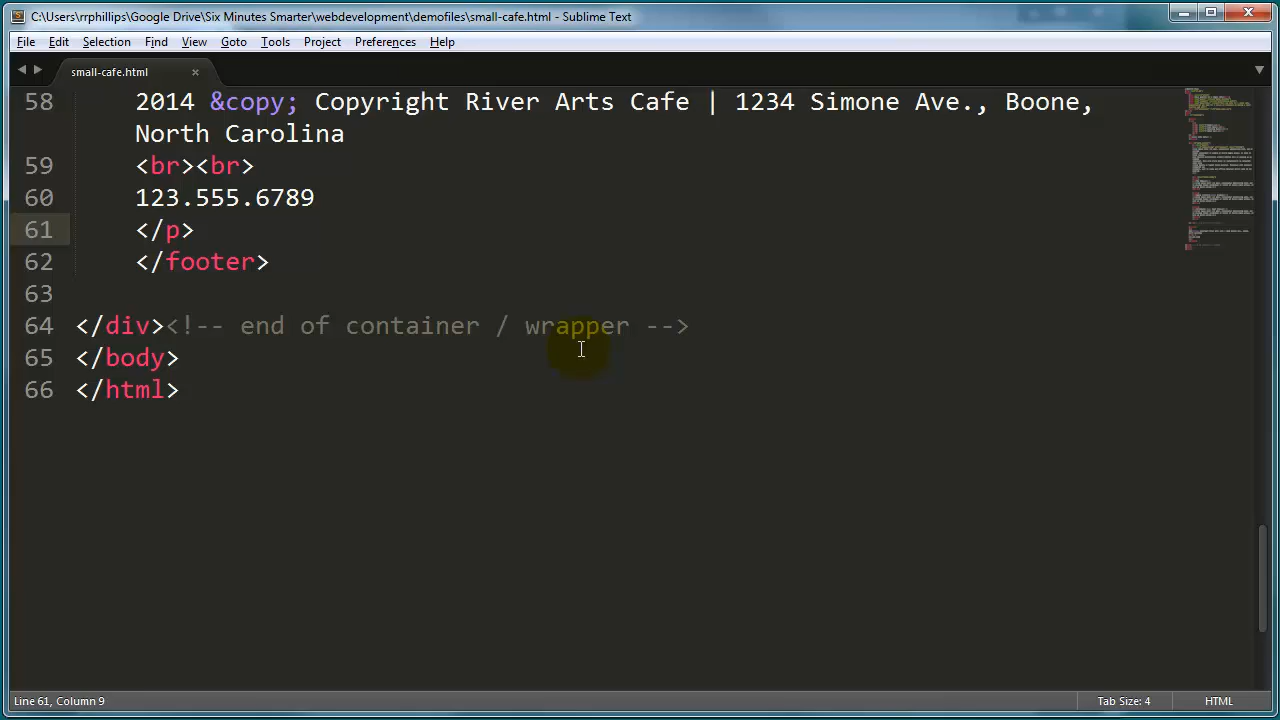 C:\Users\rrphillips\Google Drive\Six Minutes Smarter\webdevelopment\demofiles\small-cafe.html - Sublime Text
File Edit Selection Find View Goto Tools Project Preferences Help
small-cafe.html ×
58 2014 &copy; Copyright River Arts Cafe | 1234 Simone Ave., Boone,
North Carolina
59 <br><br>
60 123.555.6789
61 </p>
62 </footer>
63
64 </div><!-- end of container / wrapper -->
65 </body>
66 </html>
Line 61, Column 9 Tab Size: 4 HTML